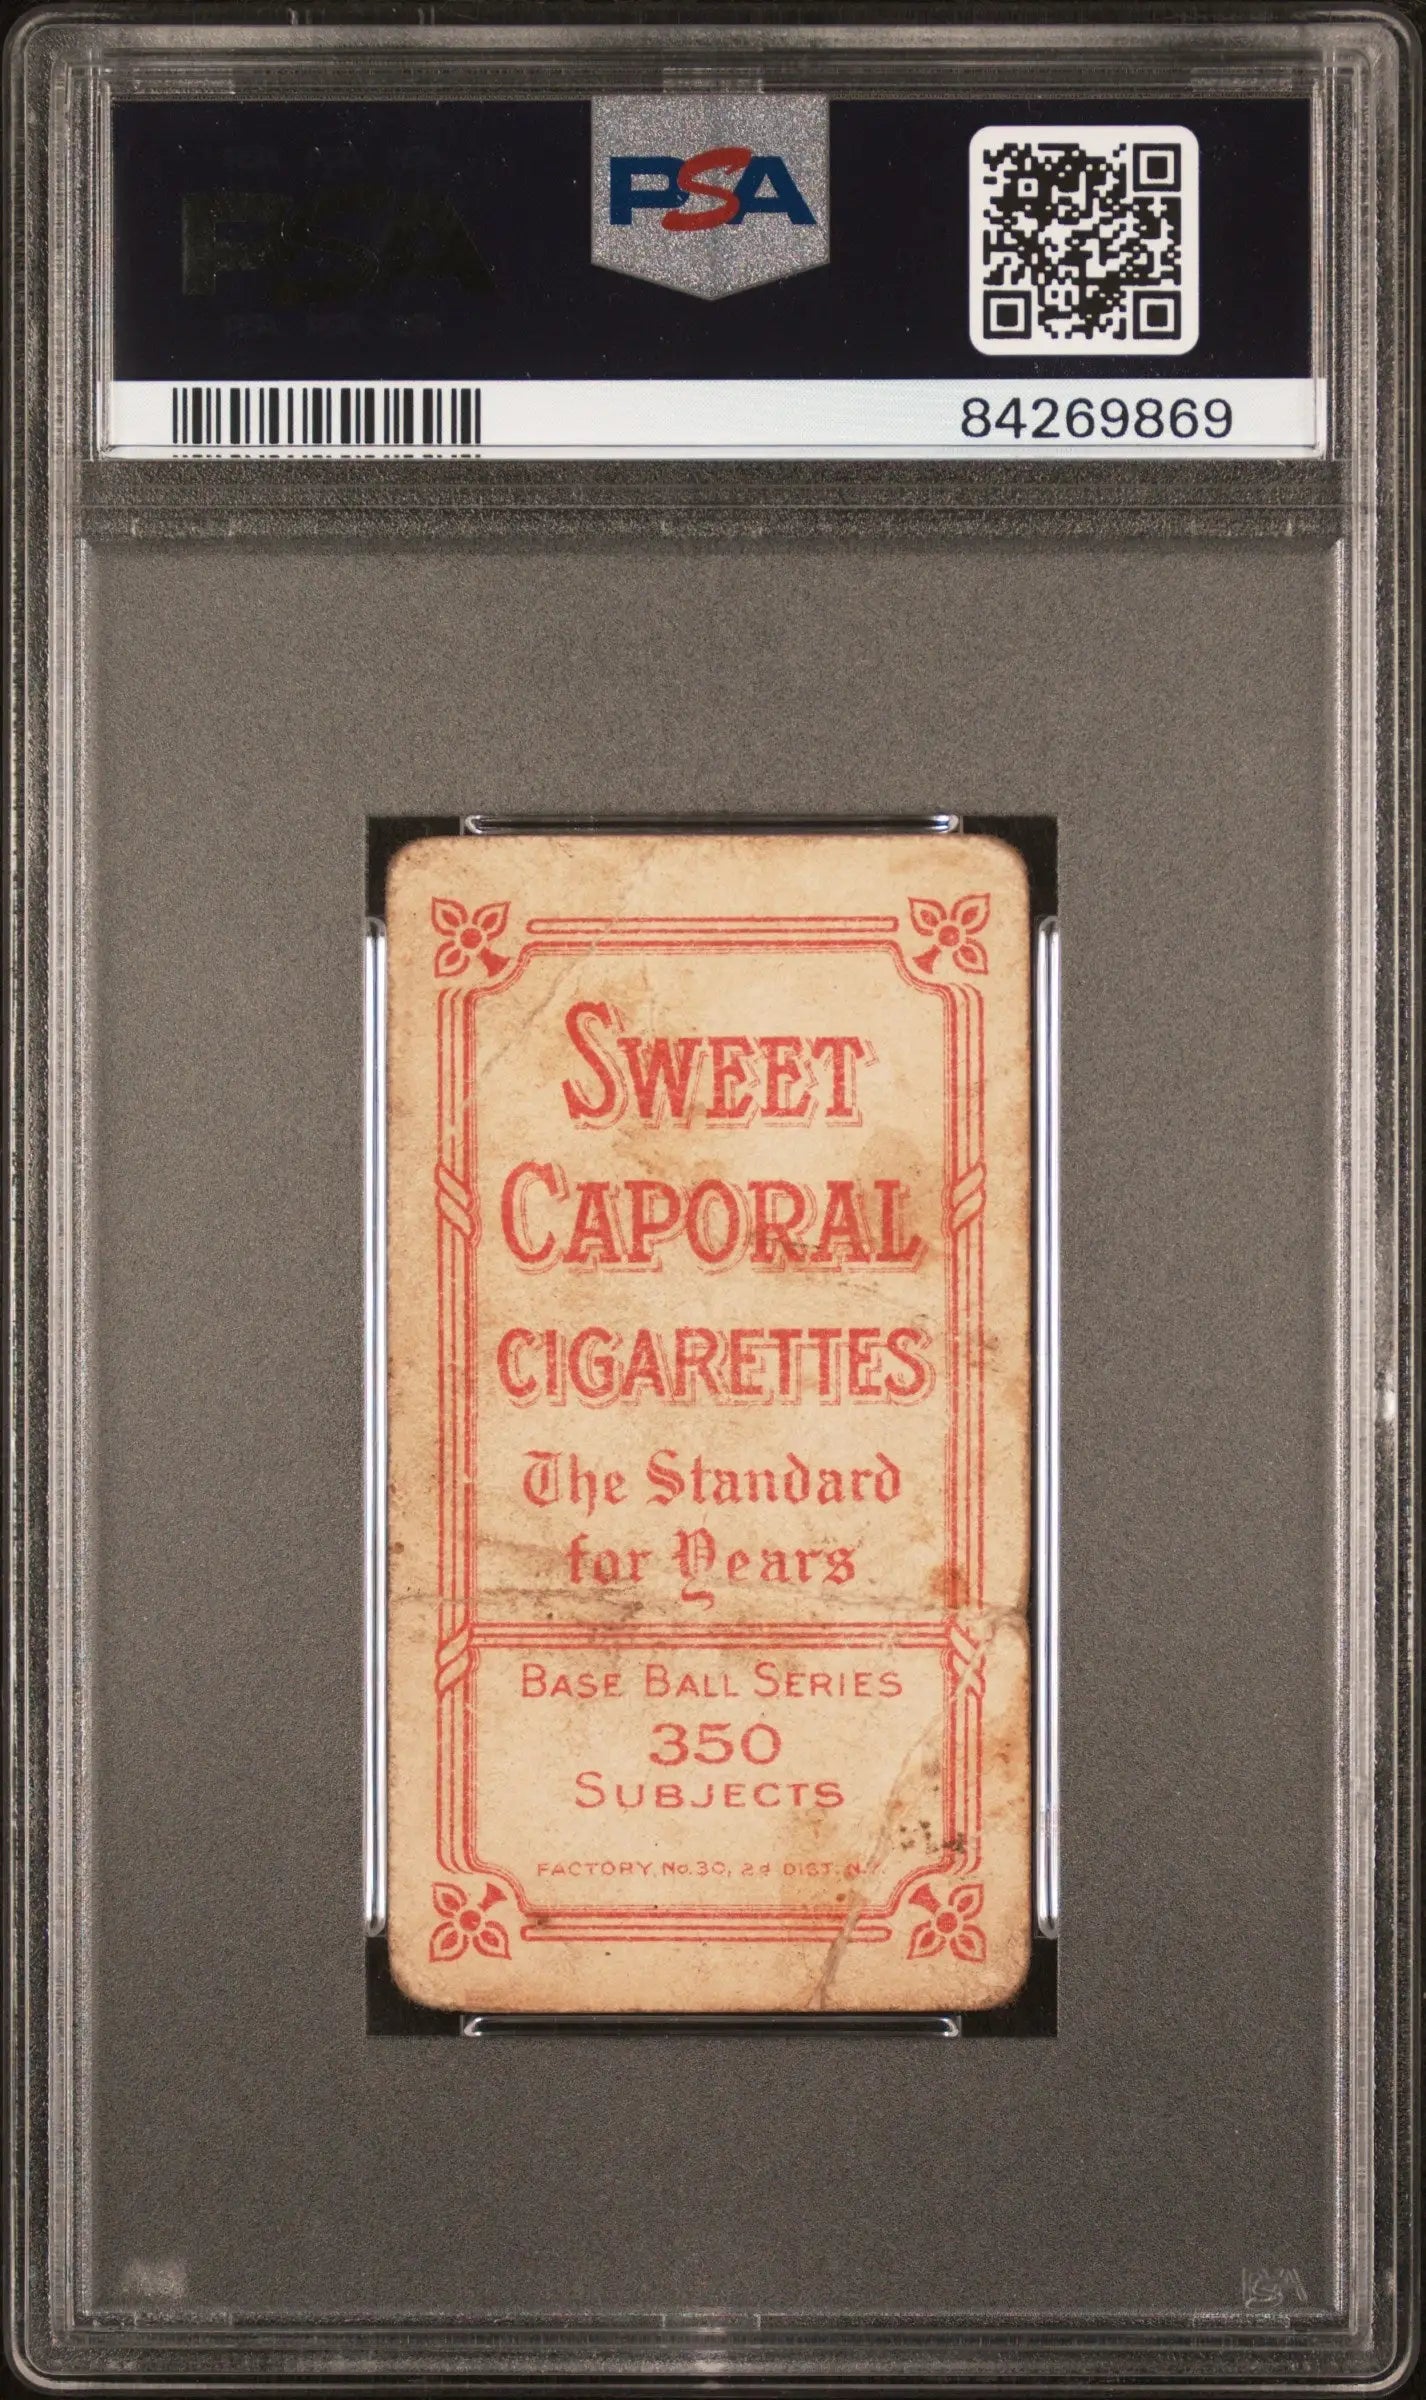 PSA
84269869
SWEET
CAPORAL
CIGARETTES
The Standard
for Years
BASE BALL SERIES
350
SUBJECTS
FACTORY, No. 30, 2d DIST. N.Y.
PSA